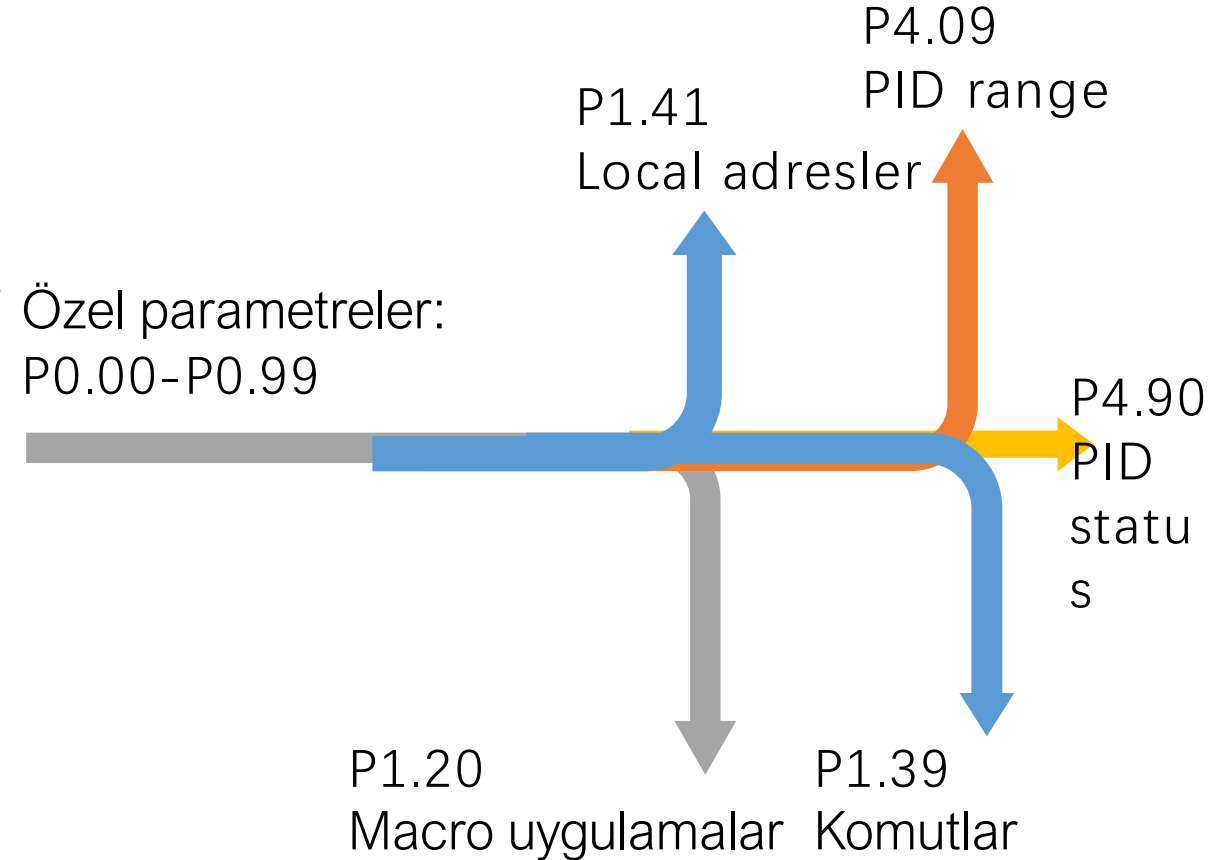 P4.09
PID range
P1.41
Local adresler
Özel parametreler:
P0.00-P0.99
P4.90
PID
statu
s
P1.20
Macro uygulamalar
P1.39
Komutlar